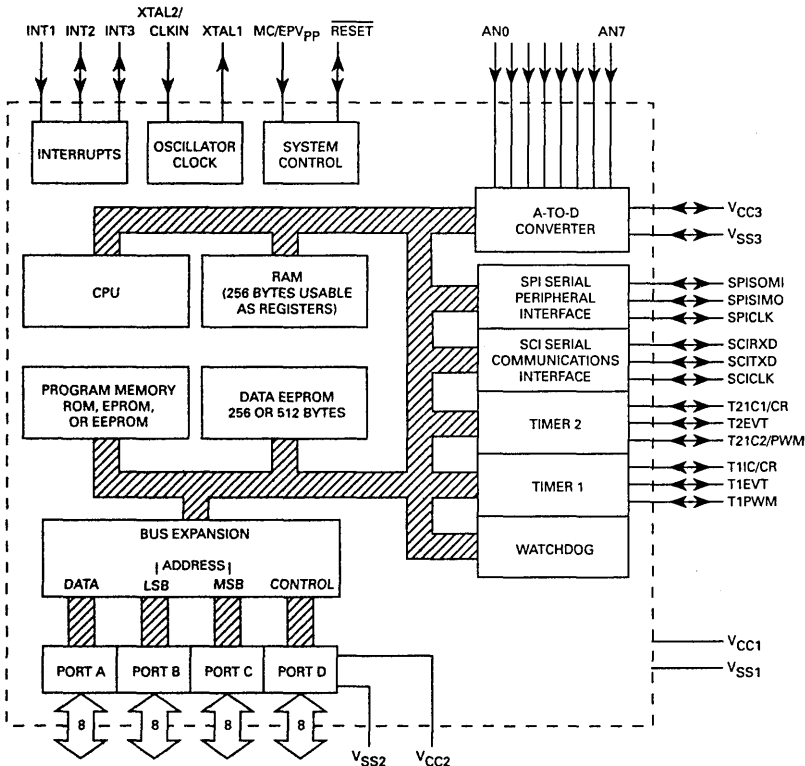 XTAL2/
INT1 INT2 INT3 CLKIN XTAL1 MC/EPVPP RESET AN0 AN7
INTERRUPTS
OSCILLATOR
CLOCK
SYSTEM
CONTROL
A-TO-D
CONVERTER
VCC3
VSS3
CPU
RAM
(256 BYTES USABLE
AS REGISTERS)
SPI SERIAL
PERIPHERAL
INTERFACE
SPISOMI
SPISIMO
SPICLK
SCI SERIAL
COMMUNICATIONS
INTERFACE
SCIRXD
SCITXD
SCICLK
PROGRAM MEMORY
ROM, EPROM,
OR EEPROM
DATA EEPROM
256 OR 512 BYTES
TIMER 2
T21C1/CR
T2EVT
T21C2/PWM
TIMER 1
T1IC/CR
T1EVT
T1PWM
WATCHDOG
BUS EXPANSION
ADDRESS
DATA LSB MSB CONTROL
PORT A PORT B PORT C PORT D
8 8 8 8
VSS2 VCC2
VCC1
VSS1